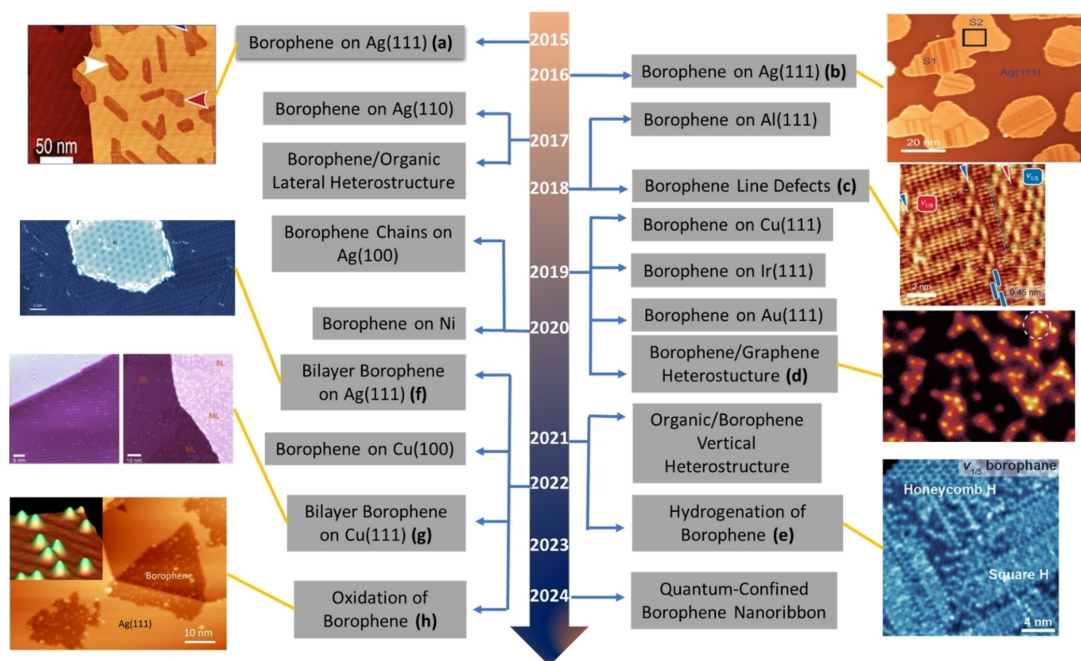 Borophene on Ag(111) (a)
2015
S2
S1
Ag(111)
50 nm
20 nm
2016
Borophene on Ag(111) (b)
Borophene on Ag(110)
Borophene on Al(111)
2017
Borophene/Organic
Lateral Heterostructure
2018
Borophene Line Defects (c)
v1/6
v1/5
2 nm
0.45 nm
Borophene Chains on
Ag(100)
Borophene on Cu(111)
2019
Borophene on Ir(111)
Borophene on Ni
2020
Borophene on Au(111)
Borophene/Graphene
Heterostucture (d)
Bilayer Borophene
on Ag(111) (f)
BL
ML
5 nm
10 nm
2021
Organic/Borophene
Vertical
Heterostructure
Borophene on Cu(100)
2022
v1/5 borophane
Honeycomb H
Square H
4 nm
Bilayer Borophene
on Cu(111) (g)
Hydrogenation of
Borophene (e)
2023
Borophene
Ag(111)
10 nm
Oxidation of
Borophene (h)
2024
Quantum-Confined
Borophene Nanoribbon